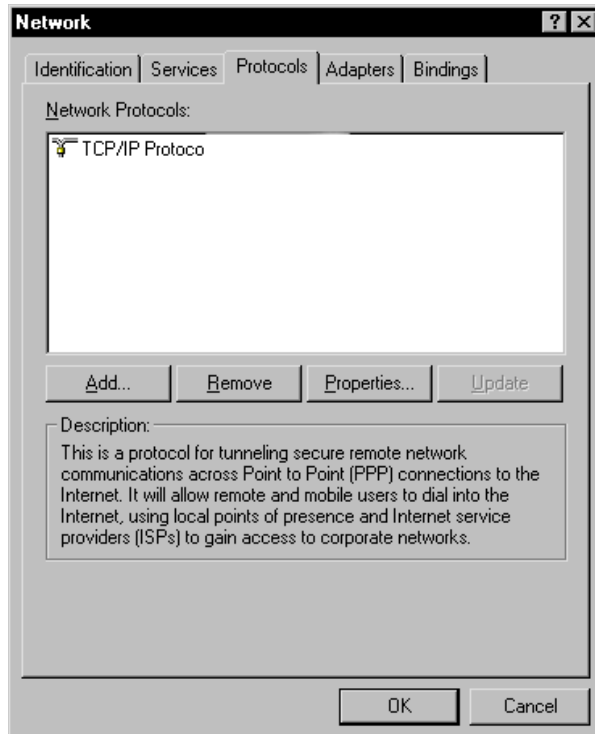 Network
Identification Services Protocols Adapters Bindings
Network Protocols:
TCP/IP Protoco
Add... Remove Properties... Update
Description:
This is a protocol for tunneling secure remote network
communications across Point to Point (PPP) connections to the
Internet. It will allow remote and mobile users to dial into the
Internet, using local points of presence and Internet service
providers (ISPs) to gain access to corporate networks.
OK Cancel